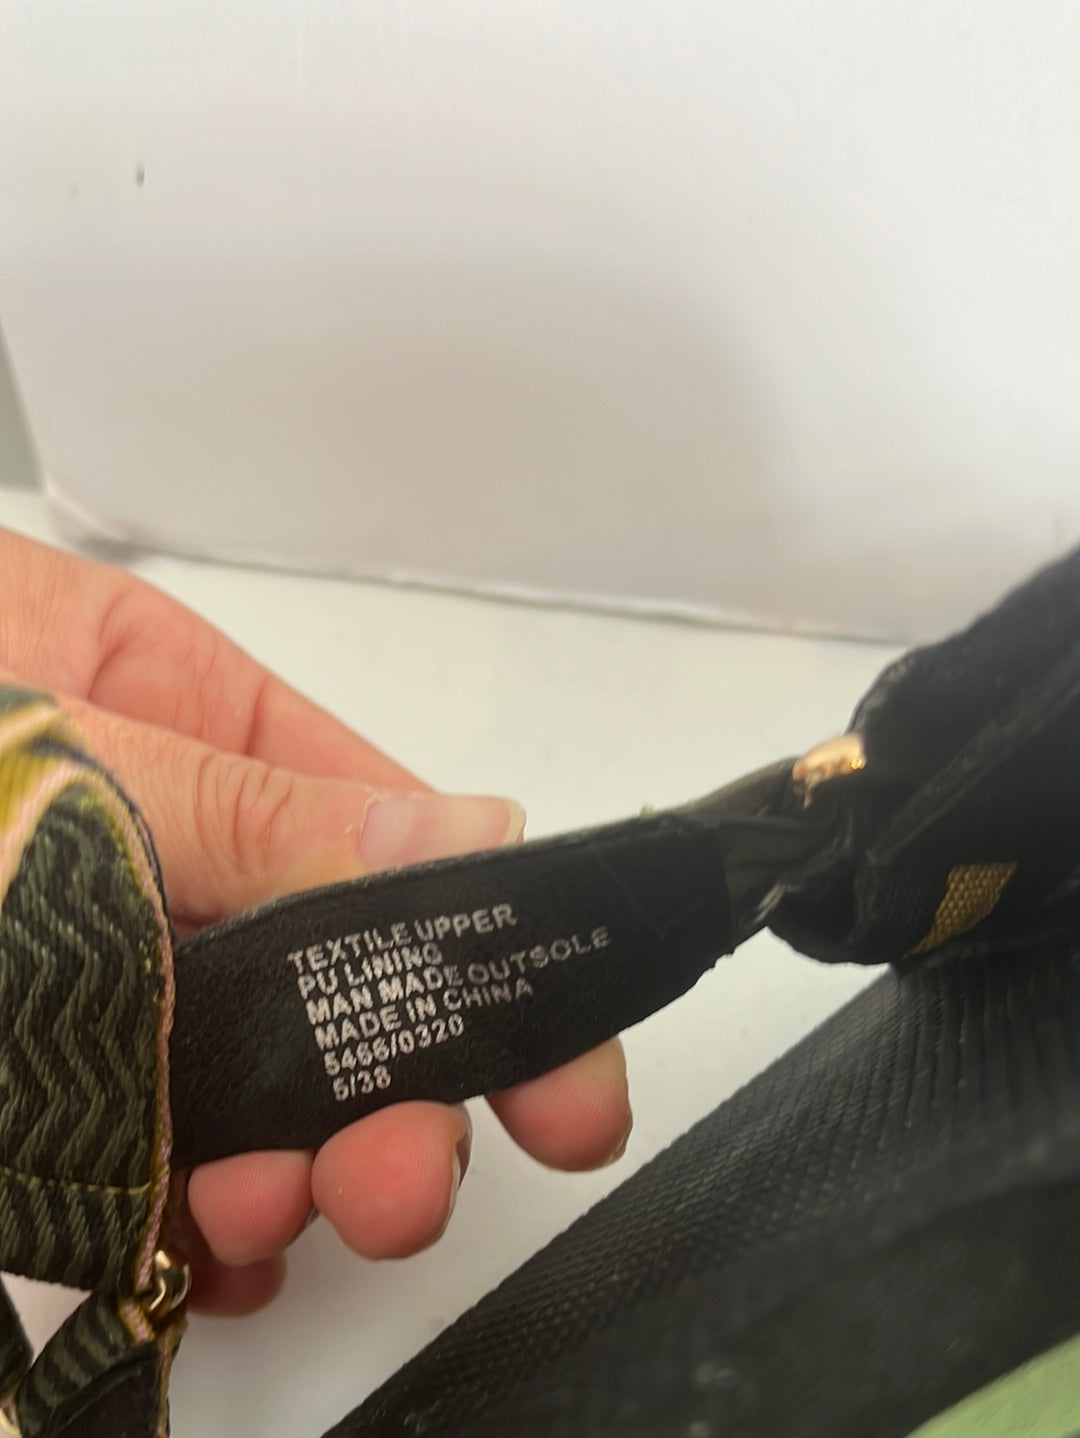 TEXTILE UPPER
PU LINING
MAN MADE OUTSOLE
MADE IN CHINA
5466/0320
5/38